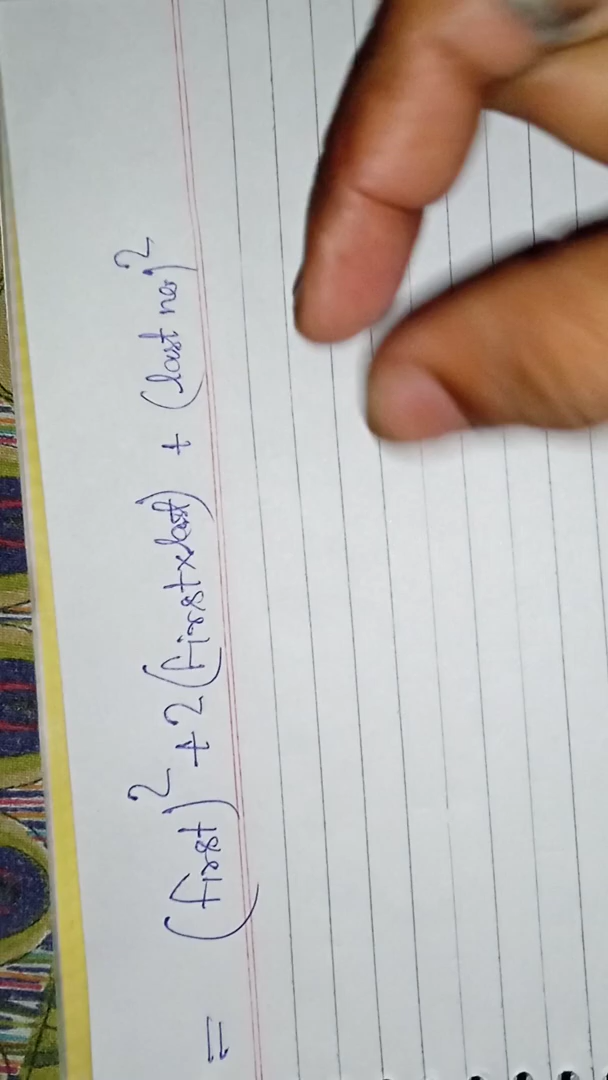 = (first)² + 2(first×last) + (last no)²